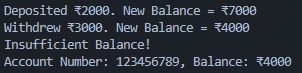 Deposited ₹2000. New Balance = ₹7000
Withdrew ₹3000. New Balance = ₹4000
Insufficient Balance!
Account Number: 123456789, Balance: ₹4000